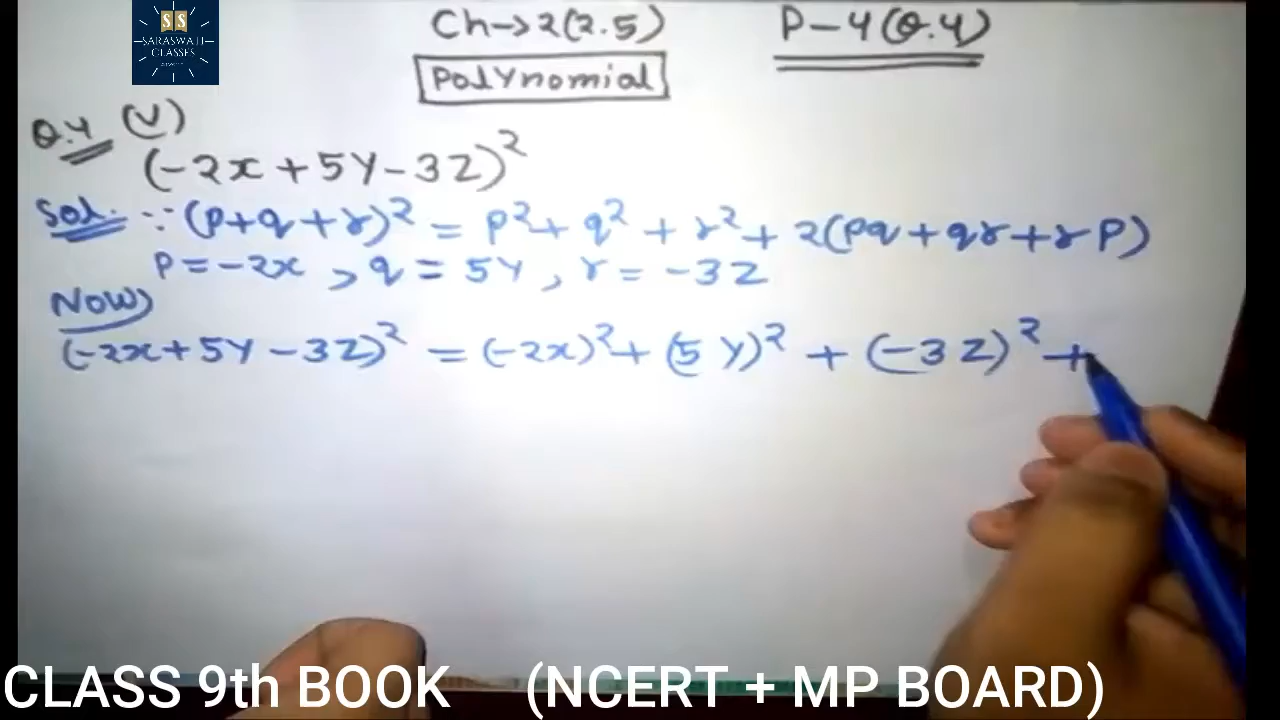 SS
SARASWATI
CLASSES
Ch→2(2.5)
P-4(Q.4)
Polynomial
Q.4 (V)
(-2x+5y-3z)²
Sol. ∵ (p+q+r)² = p²+q²+r²+2(pq+qr+rp)
p=-2x, q=5y, r=-3z
Now,
(-2x+5y-3z)² = (-2x)²+(5y)²+(-3z)²+
CLASS 9th BOOK (NCERT + MP BOARD)